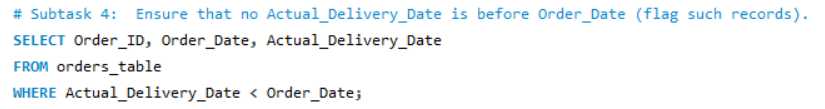 # Subtask 4:  Ensure that no Actual_Delivery_Date is before Order_Date (flag such records).
SELECT Order_ID, Order_Date, Actual_Delivery_Date
FROM orders_table
WHERE Actual_Delivery_Date < Order_Date;